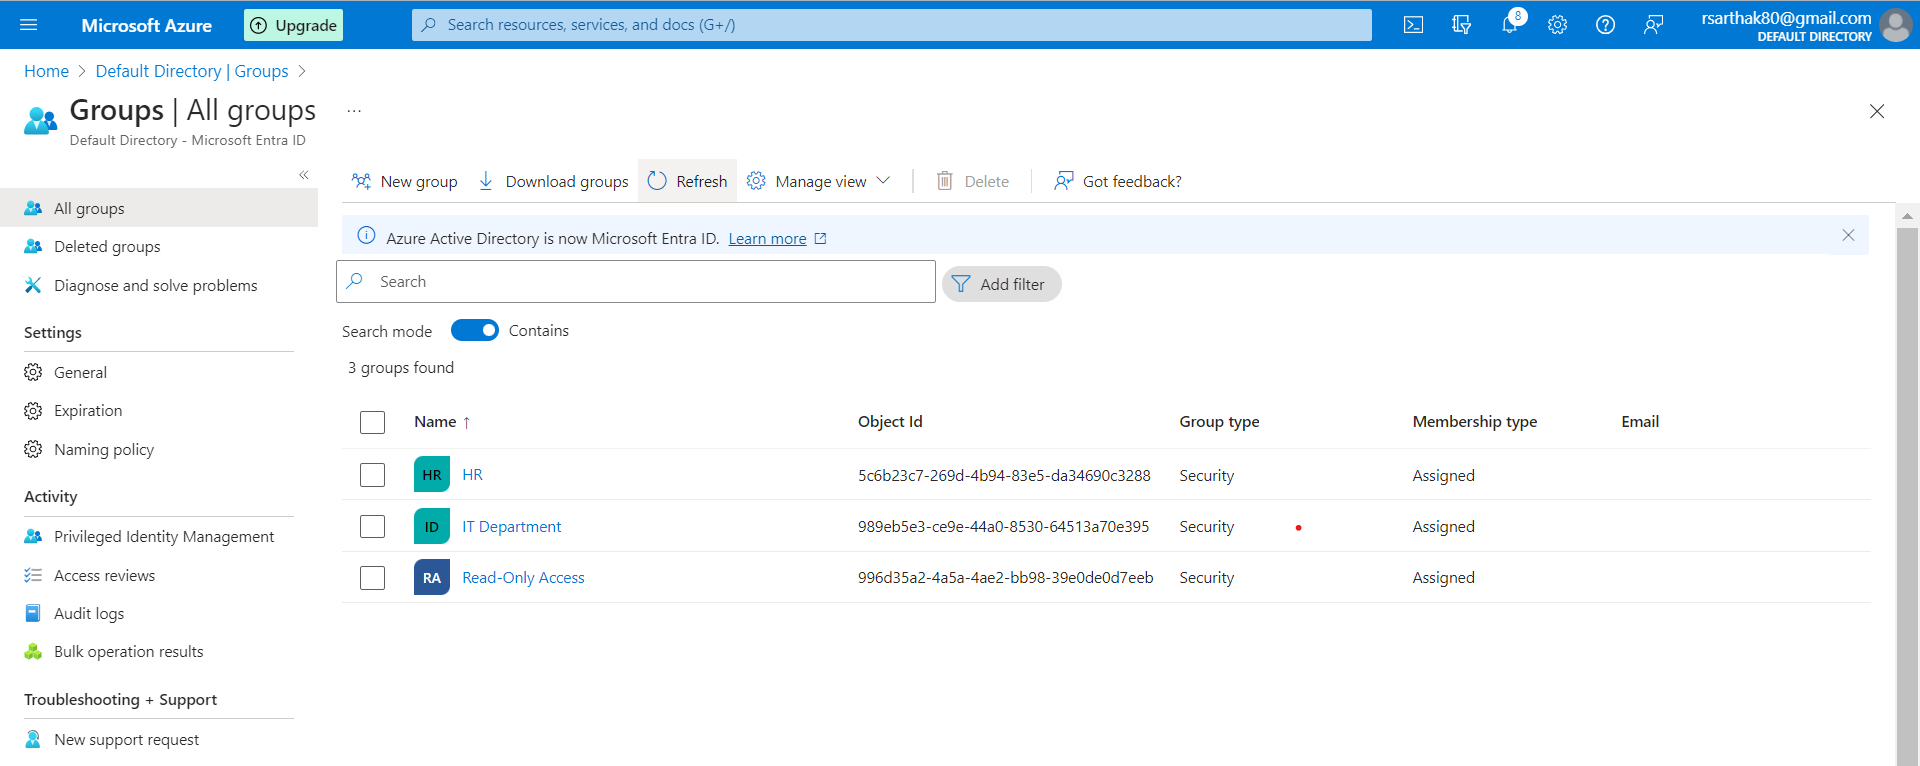 Microsoft Azure
Upgrade
Search resources, services, and docs (G+/)
8
rsarthak80@gmail.com
DEFAULT DIRECTORY
Home > Default Directory | Groups >
Groups | All groups ...
Default Directory - Microsoft Entra ID
«
All groups
Deleted groups
Diagnose and solve problems
Settings
General
Expiration
Naming policy
Activity
Privileged Identity Management
Access reviews
Audit logs
Bulk operation results
Troubleshooting + Support
New support request
New group Download groups Refresh Manage view Delete Got feedback?
Azure Active Directory is now Microsoft Entra ID. Learn more
Search
Add filter
Search mode Contains
3 groups found
Name ↑ Object Id Group type Membership type Email
HR HR 5c6b23c7-269d-4b94-83e5-da34690c3288 Security Assigned
ID IT Department 989eb5e3-ce9e-44a0-8530-64513a70e395 Security Assigned
RA Read-Only Access 996d35a2-4a5a-4ae2-bb98-39e0de0d7eeb Security Assigned